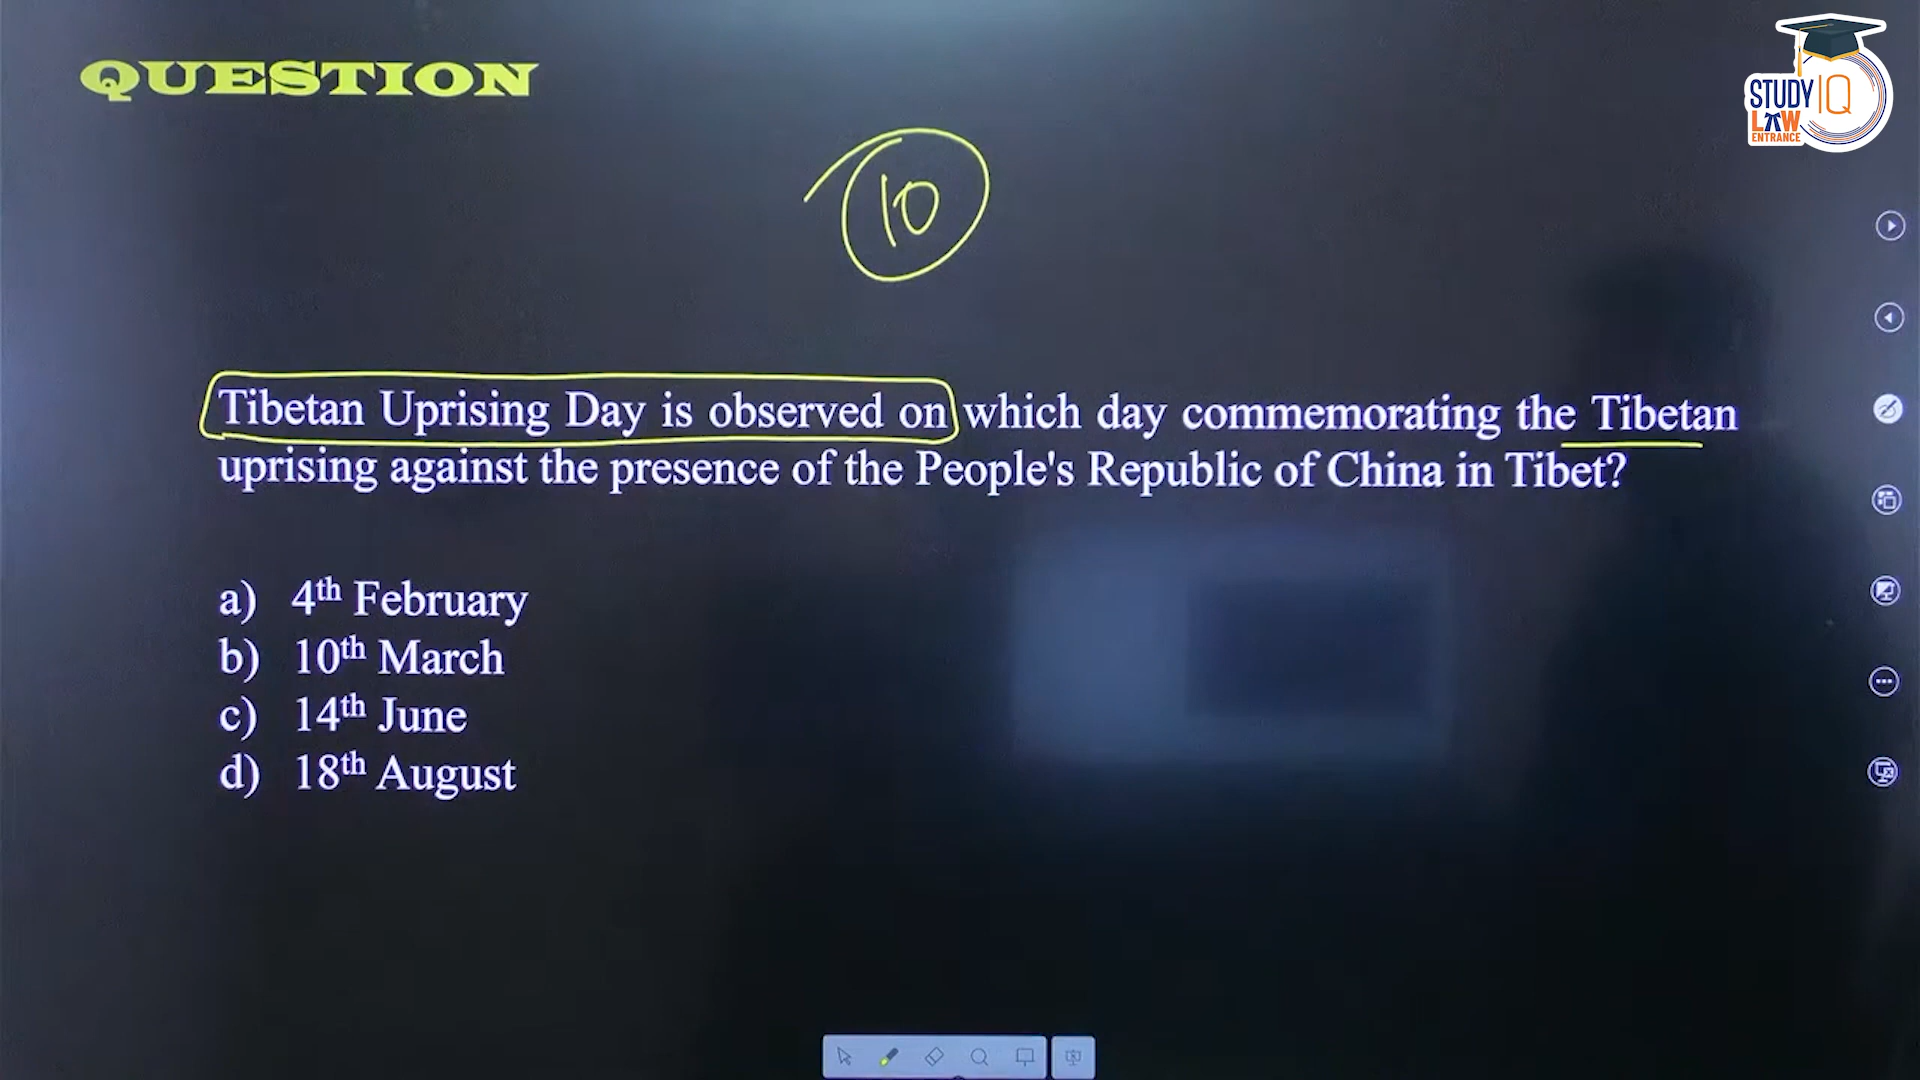 QUESTION
STUDY IQ
LAW
ENTRANCE
10
Tibetan Uprising Day is observed on which day commemorating the Tibetan
uprising against the presence of the People's Republic of China in Tibet?
a) 4th February
b) 10th March
c) 14th June
d) 18th August